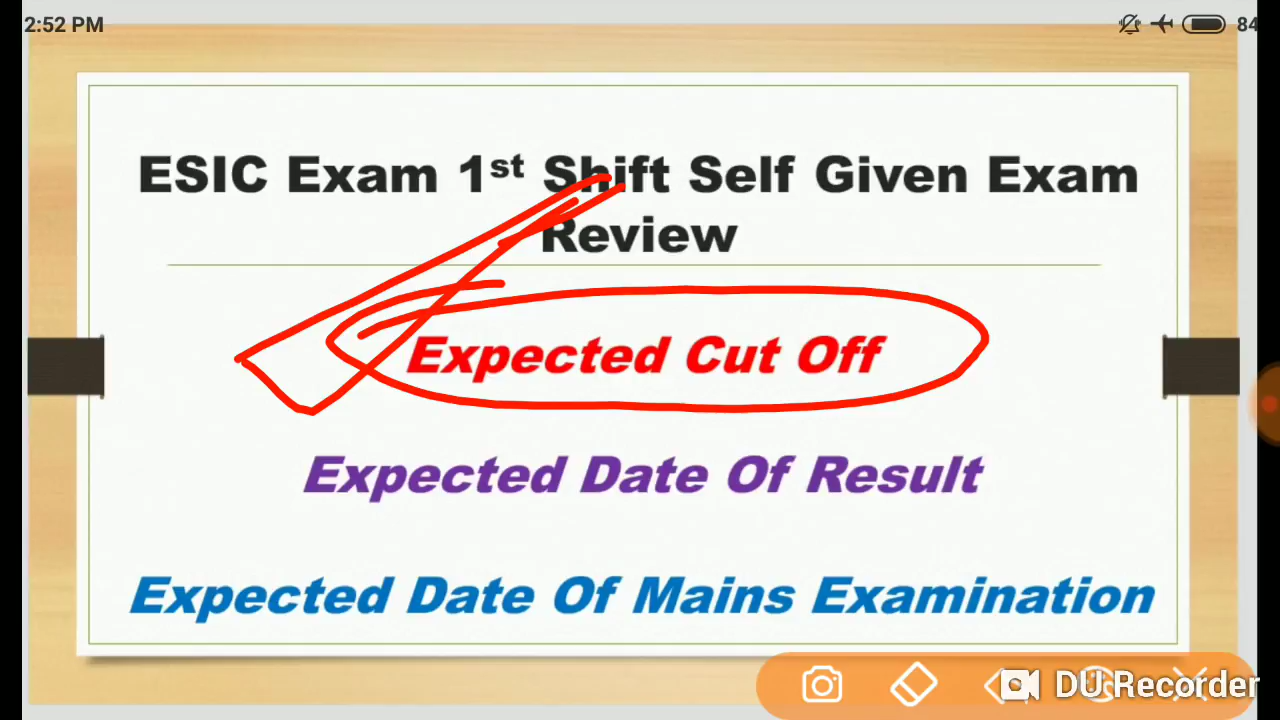 2:52 PM
84
ESIC Exam 1st Shift Self Given Exam
Review
Expected Cut Off
Expected Date Of Result
Expected Date Of Mains Examination
DU Recorder